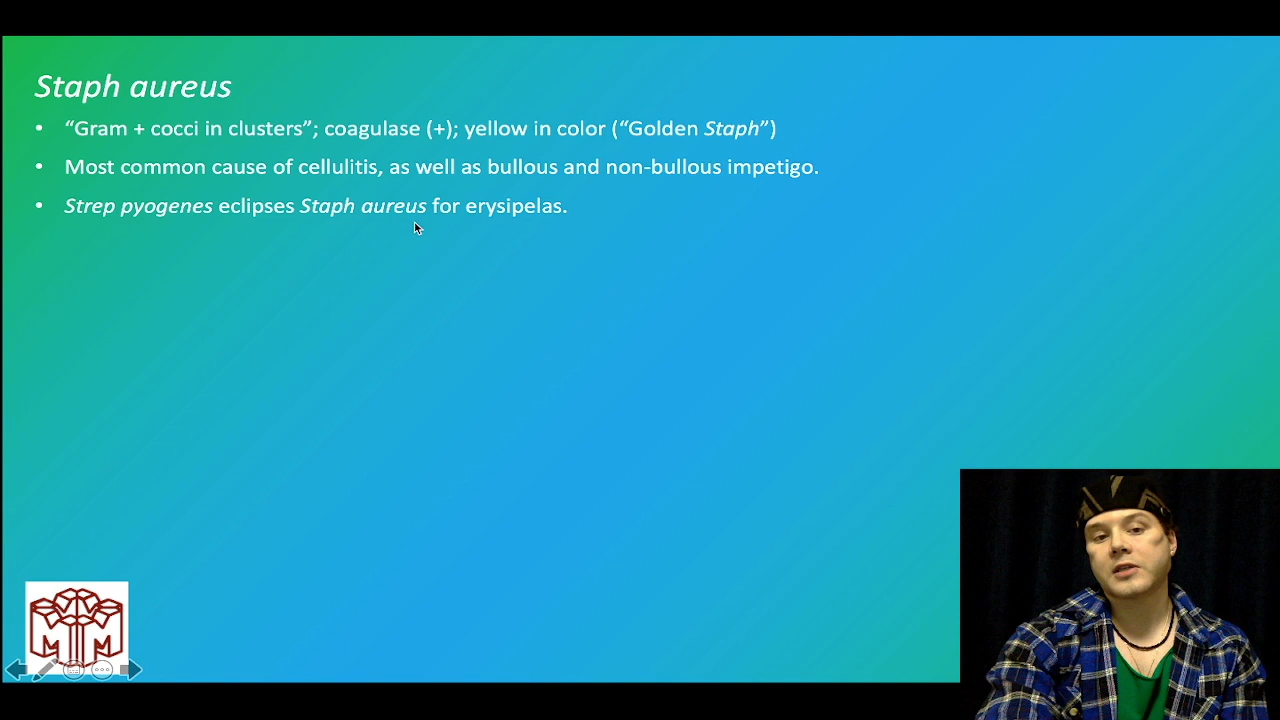 Staph aureus
• “Gram + cocci in clusters”; coagulase (+); yellow in color (“Golden Staph”)
• Most common cause of cellulitis, as well as bullous and non-bullous impetigo.
• Strep pyogenes eclipses Staph aureus for erysipelas.
M M